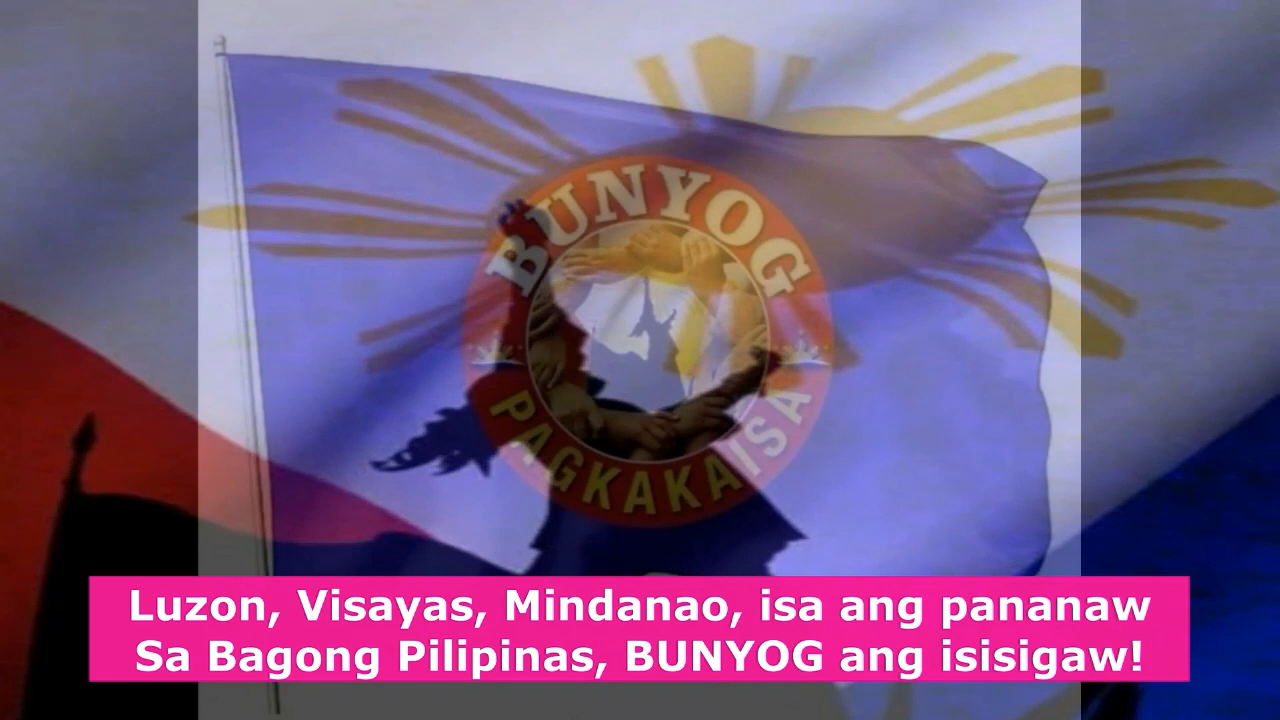 BUNYOG
PAGKAKAISA
Luzon, Visayas, Mindanao, isa ang pananaw
Sa Bagong Pilipinas, BUNYOG ang isisigaw!